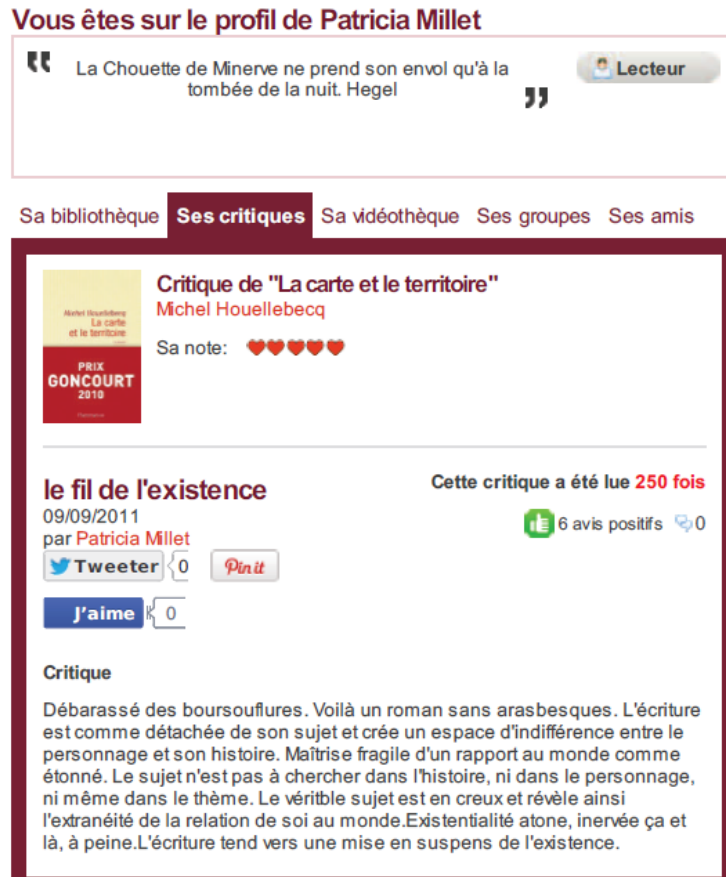 Vous êtes sur le profil de Patricia Millet
" La Chouette de Minerve ne prend son envol qu'à la
tombée de la nuit. Hegel "
Lecteur
Sa bibliothèque Ses critiques Sa vidéothèque Ses groupes Ses amis
Michel Houellebecq
La carte
et le territoire
PRIX
GONCOURT
2010
Flammarion
Critique de "La carte et le territoire"
Michel Houellebecq
Sa note:
le fil de l'existence
09/09/2011
par Patricia Millet
Tweeter 0 Pin it
J'aime 0
Cette critique a été lue 250 fois
6 avis positifs 0
Critique
Débarassé des boursouflures. Voilà un roman sans arasbesques. L'écriture
est comme détachée de son sujet et crée un espace d'indifférence entre le
personnage et son histoire. Maîtrise fragile d'un rapport au monde comme
étonné. Le sujet n'est pas à chercher dans l'histoire, ni dans le personnage,
ni même dans le thème. Le véritble sujet est en creux et révèle ainsi
l'extranéité de la relation de soi au monde.Existentialité atone, inervée ça et
là, à peine.L'écriture tend vers une mise en suspens de l'existence.